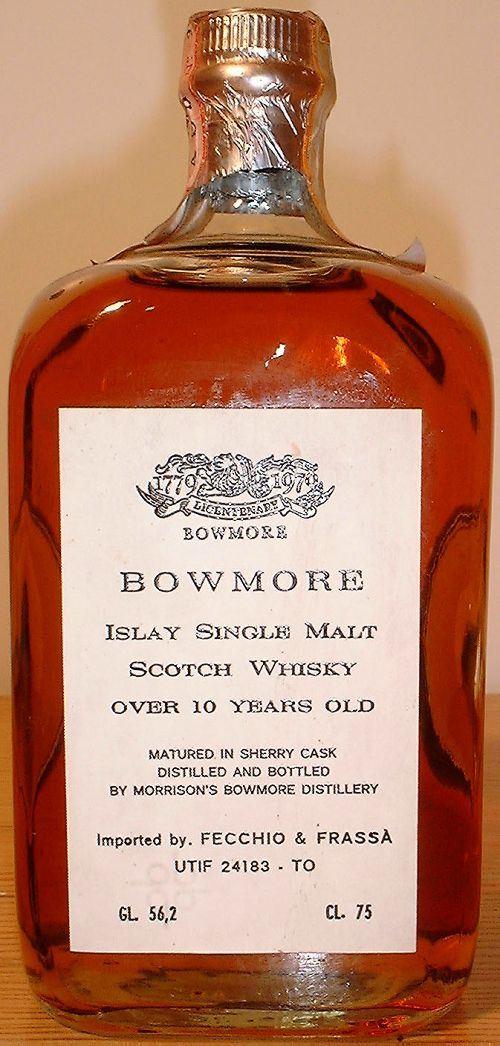 1779 1979
BICENTENARY
BOWMORE
BOWMORE
ISLAY SINGLE MALT
SCOTCH WHISKY
OVER 10 YEARS OLD
MATURED IN SHERRY CASK
DISTILLED AND BOTTLED
BY MORRISON'S BOWMORE DISTILLERY
Imported by. FECCHIO & FRASSÀ
UTIF 24183 - TO
GL. 56,2 CL. 75